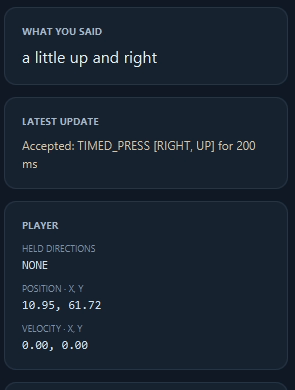 WHAT YOU SAID
a little up and right
LATEST UPDATE
Accepted: TIMED_PRESS [RIGHT, UP] for 200
ms
PLAYER
HELD DIRECTIONS
NONE
POSITION · X, Y
10.95, 61.72
VELOCITY · X, Y
0.00, 0.00